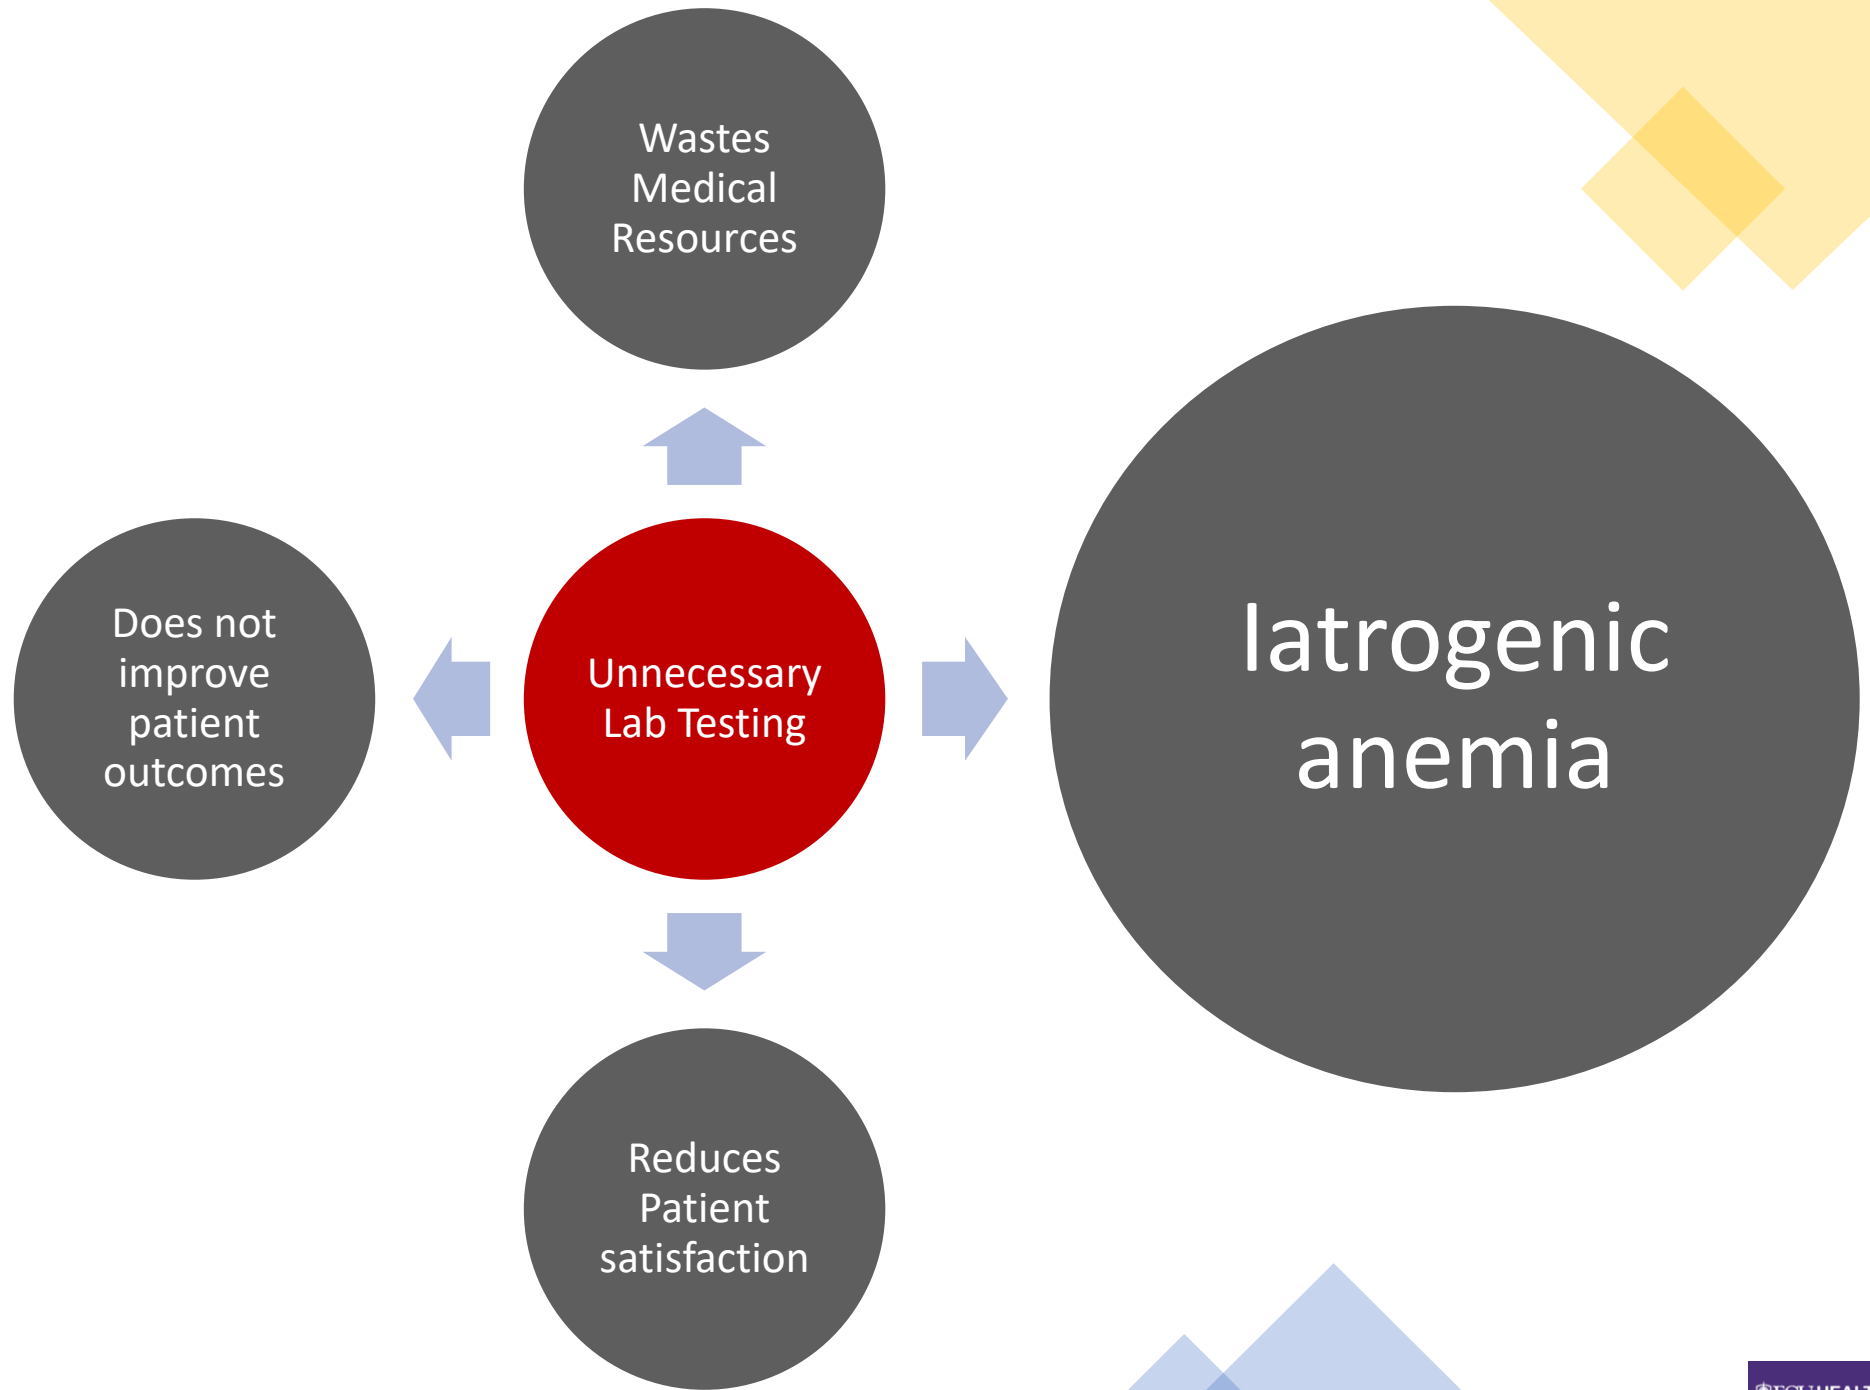 Wastes
Medical
Resources
Does not
improve
patient
outcomes
Unnecessary
Lab Testing
Iatrogenic
anemia
Reduces
Patient
satisfaction